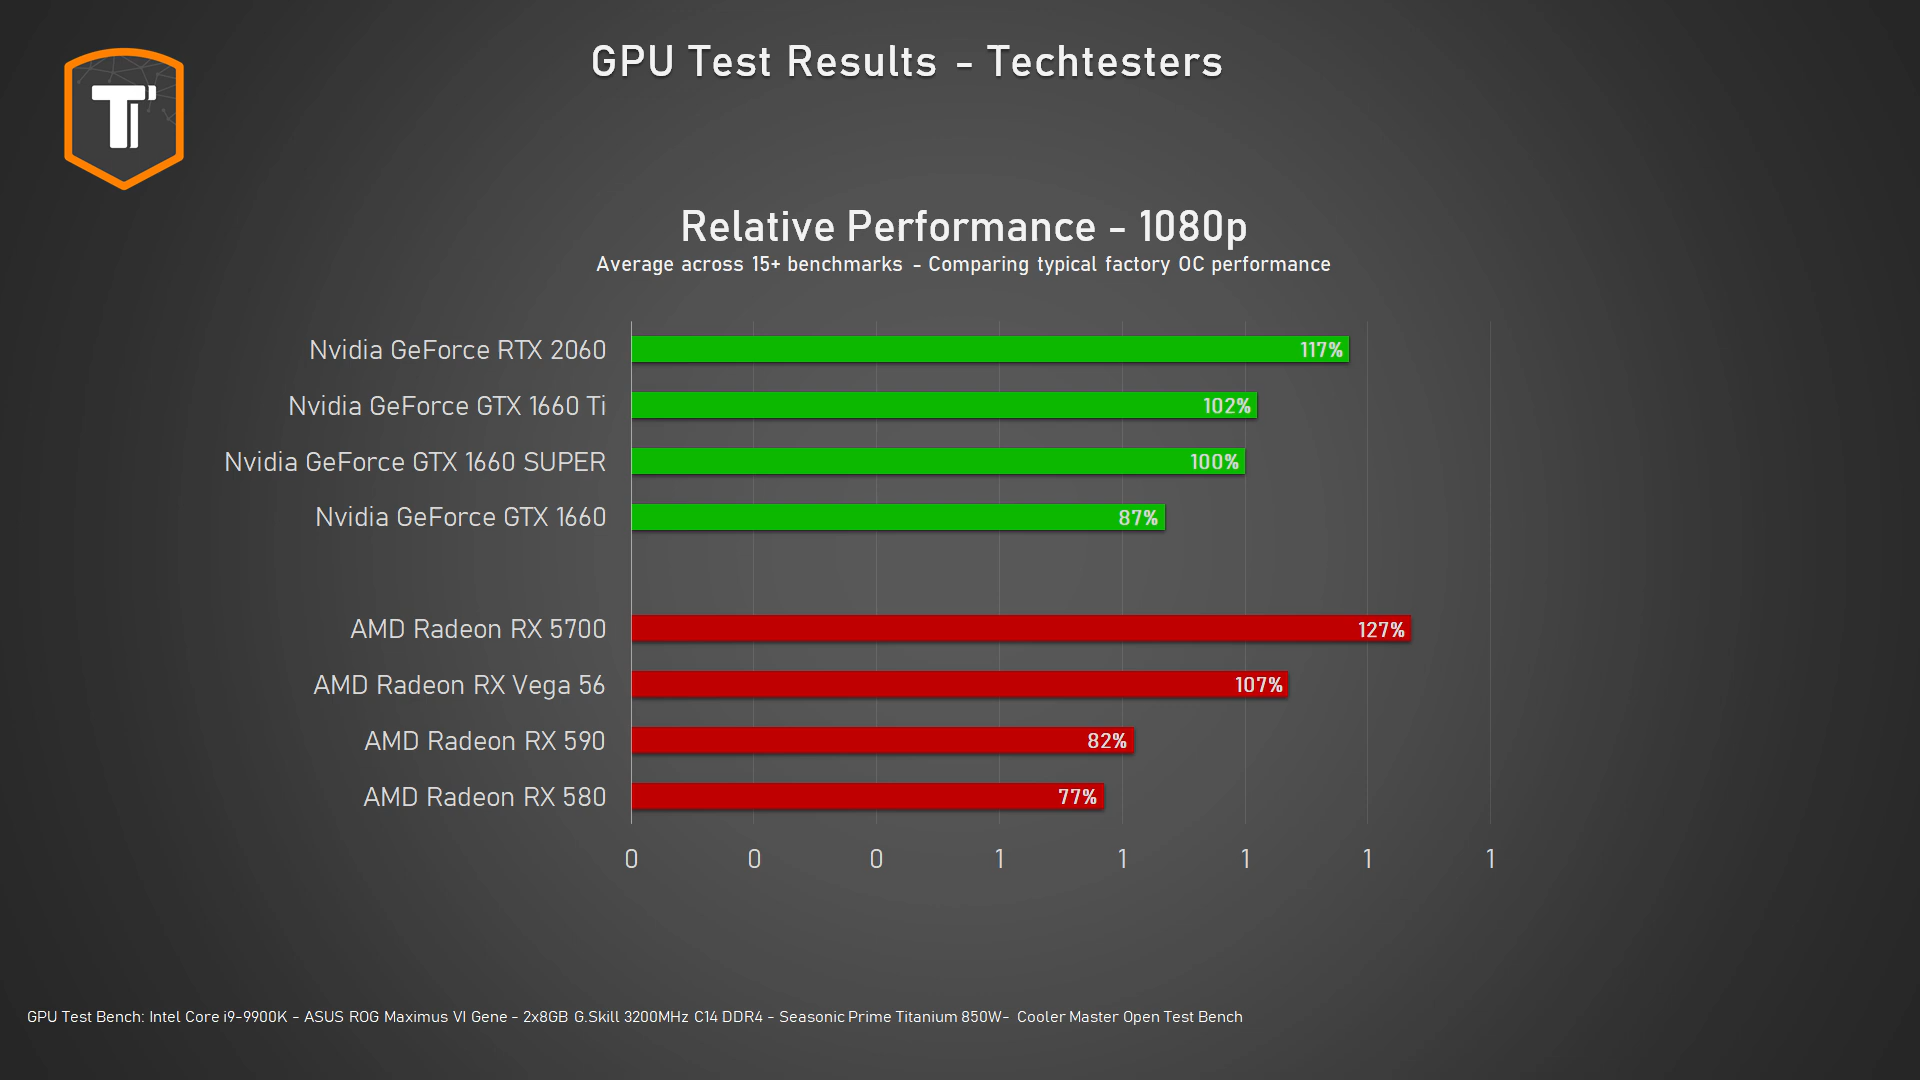 GPU Test Results - Techtesters
Relative Performance - 1080p
Average across 15+ benchmarks - Comparing typical factory OC performance
Nvidia GeForce RTX 2060 117%
Nvidia GeForce GTX 1660 Ti 102%
Nvidia GeForce GTX 1660 SUPER 100%
Nvidia GeForce GTX 1660 87%
AMD Radeon RX 5700 127%
AMD Radeon RX Vega 56 107%
AMD Radeon RX 590 82%
AMD Radeon RX 580 77%
0 0 0 1 1 1 1 1
GPU Test Bench: Intel Core i9-9900K - ASUS ROG Maximus VI Gene - 2x8GB G.Skill 3200MHz C14 DDR4 - Seasonic Prime Titanium 850W- Cooler Master Open Test Bench